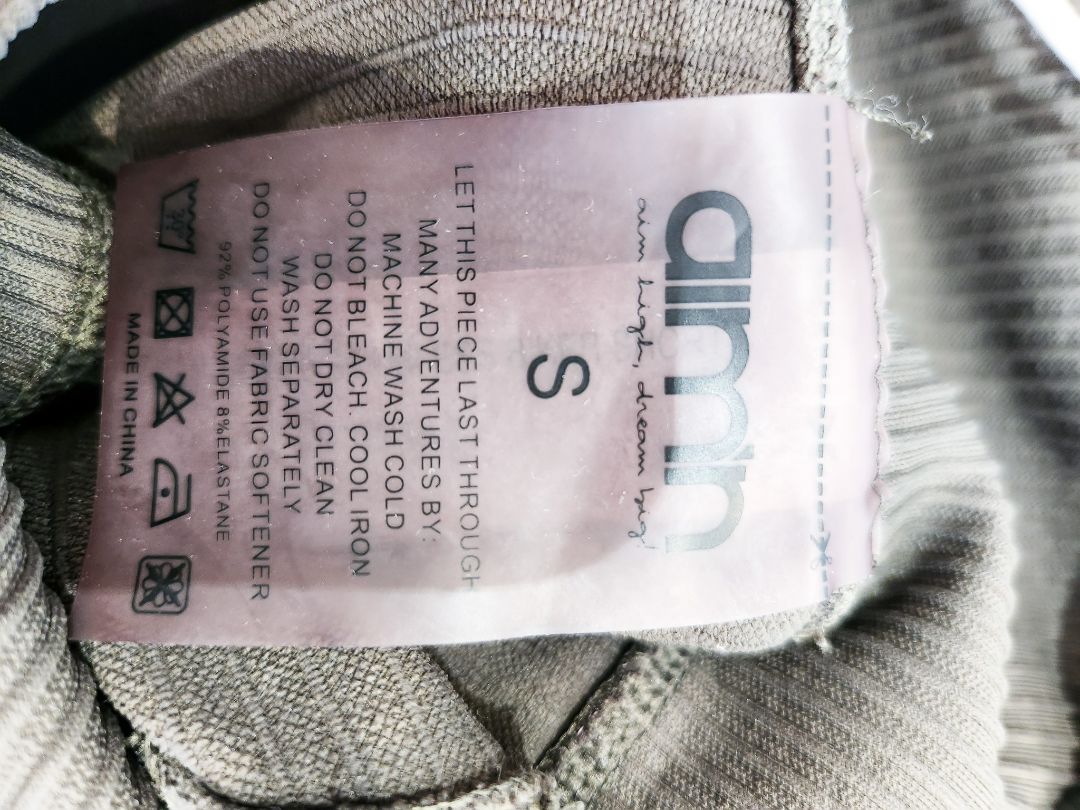 aim'n
aim high, dream big!
S
LET THIS PIECE LAST THROUGH
MANY ADVENTURES BY:
MACHINE WASH COLD
DO NOT BLEACH. COOL IRON
DO NOT DRY CLEAN
WASH SEPARATELY
DO NOT USE FABRIC SOFTENER
92% POLYAMIDE 8%ELASTANE
30°
MADE IN CHINA